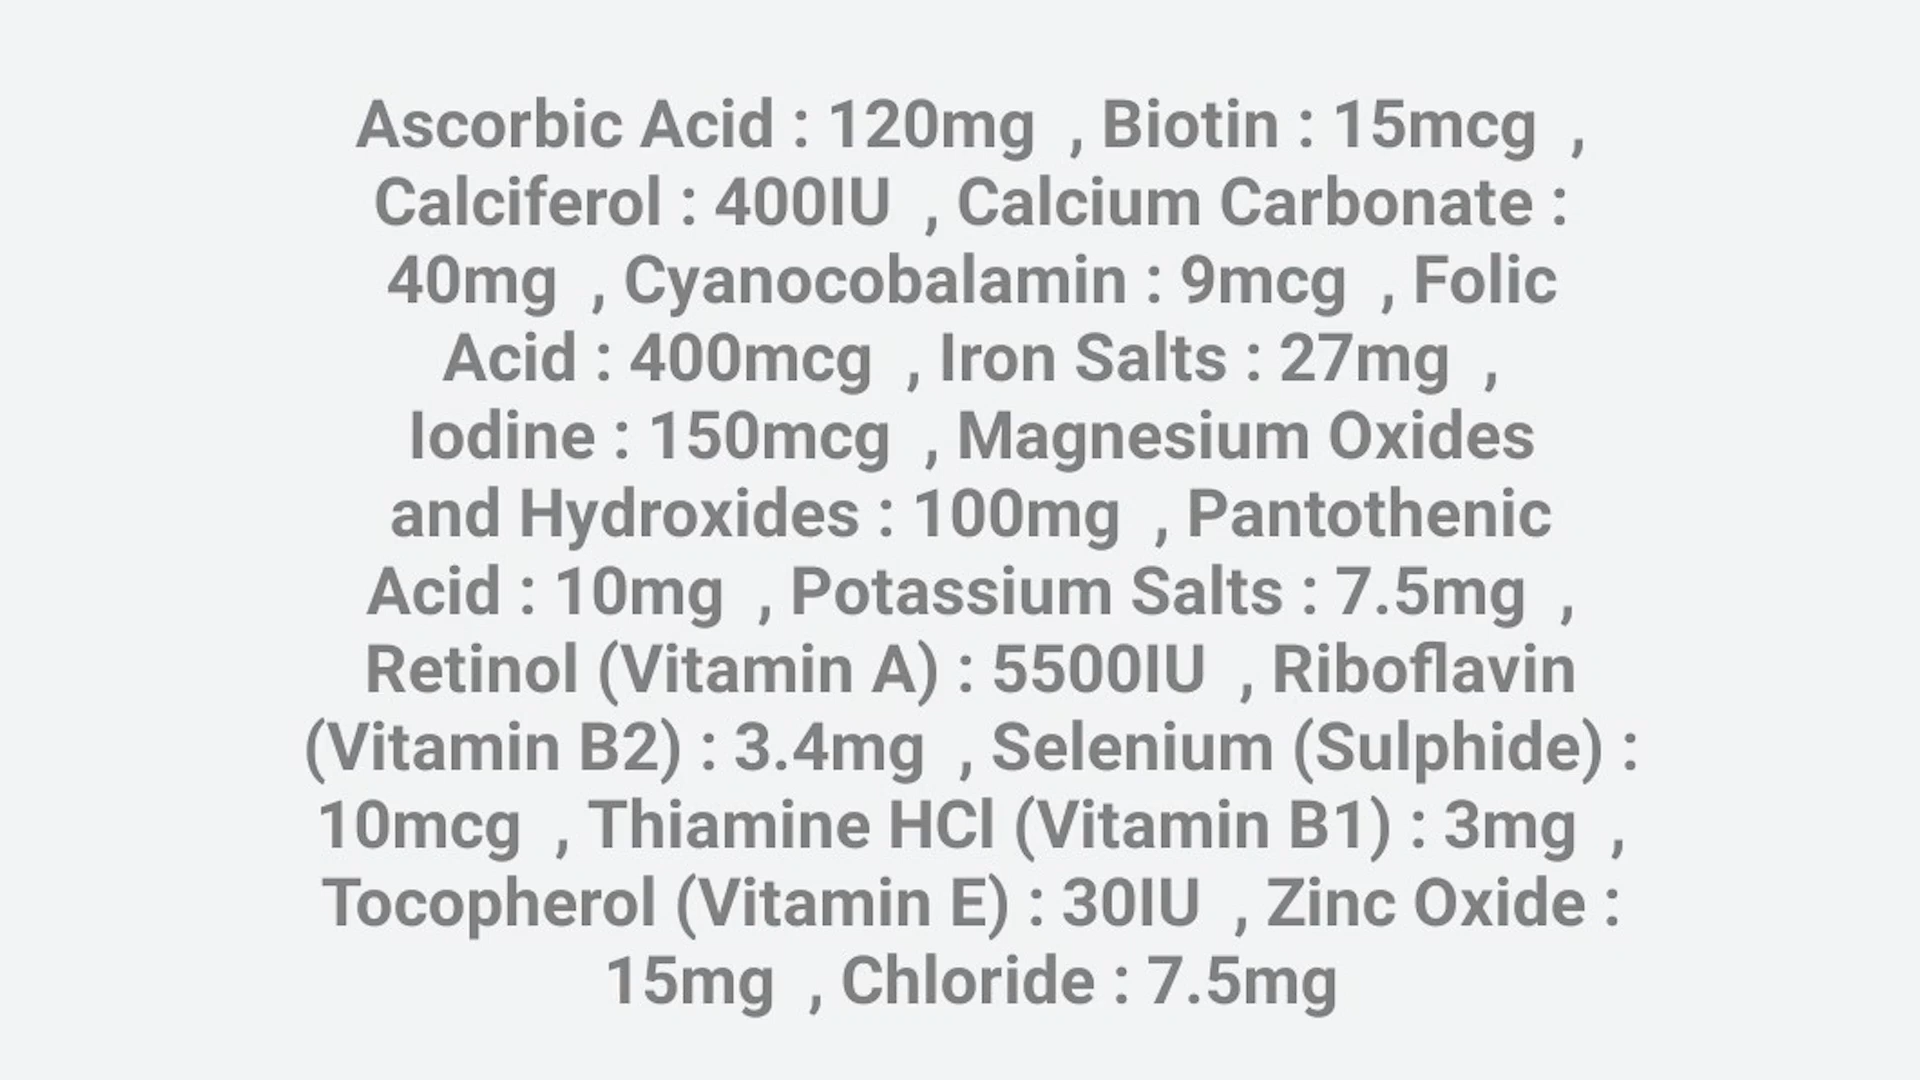 Ascorbic Acid : 120mg  , Biotin : 15mcg  ,
Calciferol : 400IU  , Calcium Carbonate :
40mg  , Cyanocobalamin : 9mcg  , Folic
Acid : 400mcg  , Iron Salts : 27mg  ,
Iodine : 150mcg  , Magnesium Oxides
and Hydroxides : 100mg  , Pantothenic
Acid : 10mg  , Potassium Salts : 7.5mg  ,
Retinol (Vitamin A) : 5500IU  , Riboflavin
(Vitamin B2) : 3.4mg  , Selenium (Sulphide) :
10mcg  , Thiamine HCl (Vitamin B1) : 3mg  ,
Tocopherol (Vitamin E) : 30IU  , Zinc Oxide :
15mg  , Chloride : 7.5mg